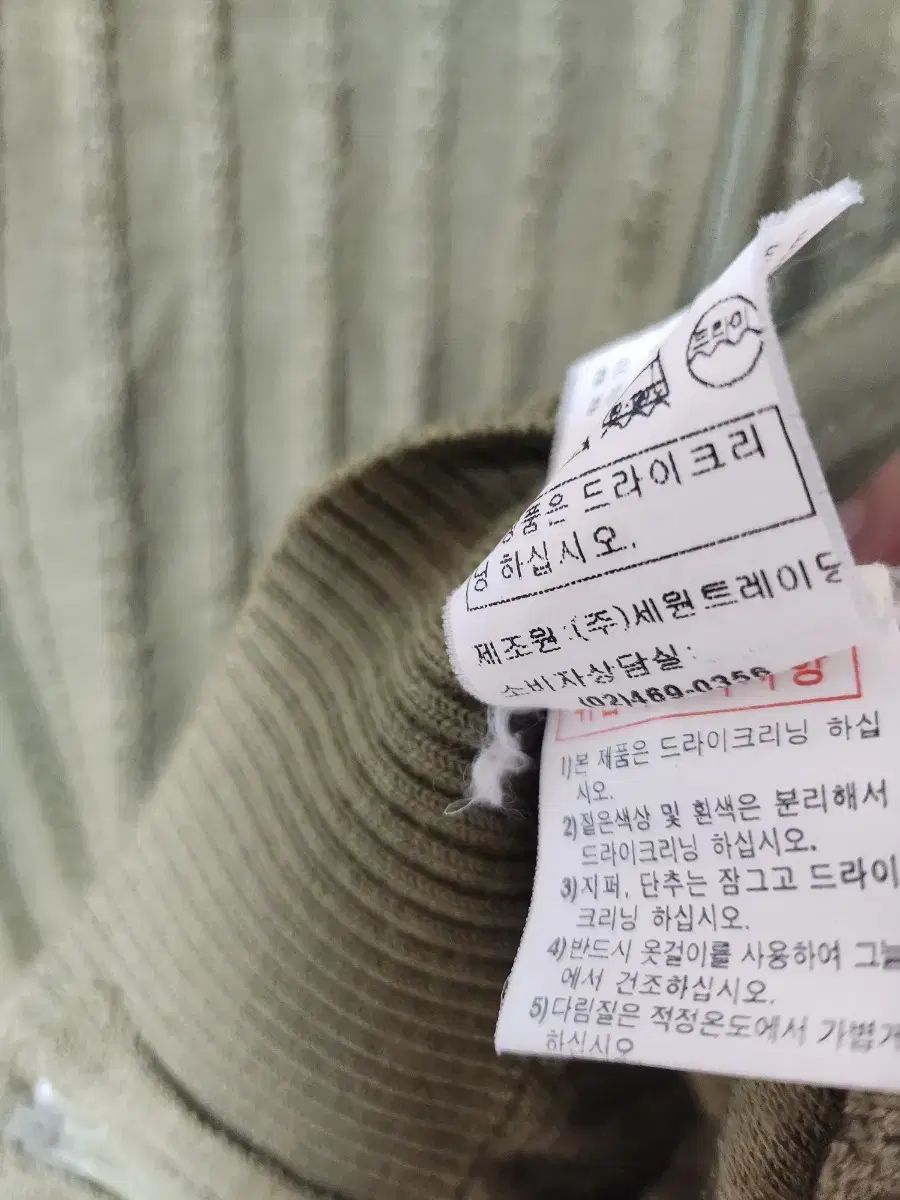 드라이
품은 드라이크리
하십시오.
제조원:(주)세원트레이딩
소비자상담실:
(02)469-0356
1)본 제품은 드라이크리닝 하십
시오.
2)짙은색상 및 흰색은 분리해서
드라이크리닝 하십시오.
3)지퍼, 단추는 잠그고 드라이
크리닝 하십시오.
4)반드시 옷걸이를 사용하여 그늘
에서 건조하십시오.
5)다림질은 적정온도에서 가볍게
하십시오